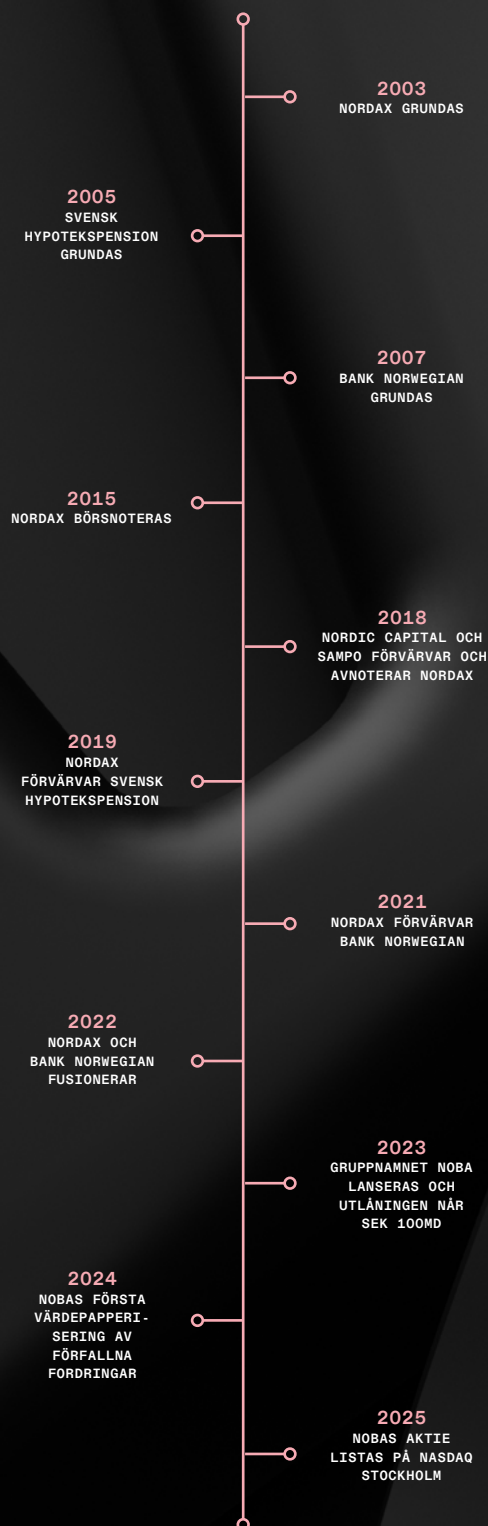 2003
NORDAX GRUNDAS
2005
SVENSK
HYPOTEKSPENSION
GRUNDAS
2007
BANK NORWEGIAN
GRUNDAS
2015
NORDAX BÖRSNOTERAS
2018
NORDIC CAPITAL OCH
SAMPO FÖRVÄRVAR OCH
AVNOTERAR NORDAX
2019
NORDAX
FÖRVÄRVAR SVENSK
HYPOTEKSPENSION
2021
NORDAX FÖRVÄRVAR
BANK NORWEGIAN
2022
NORDAX OCH
BANK NORWEGIAN
FUSIONERAR
2023
GRUPPNAMNET NOBA
LANSERAS OCH
UTLÅNINGEN NÅR
SEK 100MD
2024
NOBAS FÖRSTA
VÄRDEPAPPERI-
SERING AV
FÖRFALLNA
FORDRINGAR
2025
NOBAS AKTIE
LISTAS PÅ NASDAQ
STOCKHOLM